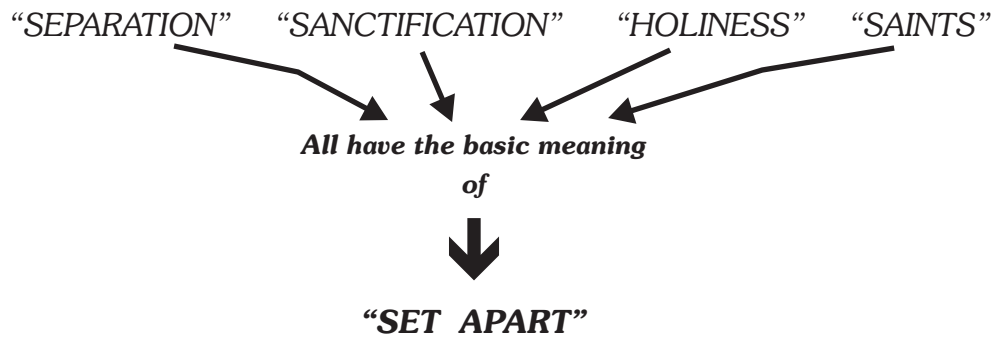 “SEPARATION” “SANCTIFICATION” “HOLINESS” “SAINTS”
All have the basic meaning
of
“SET APART”